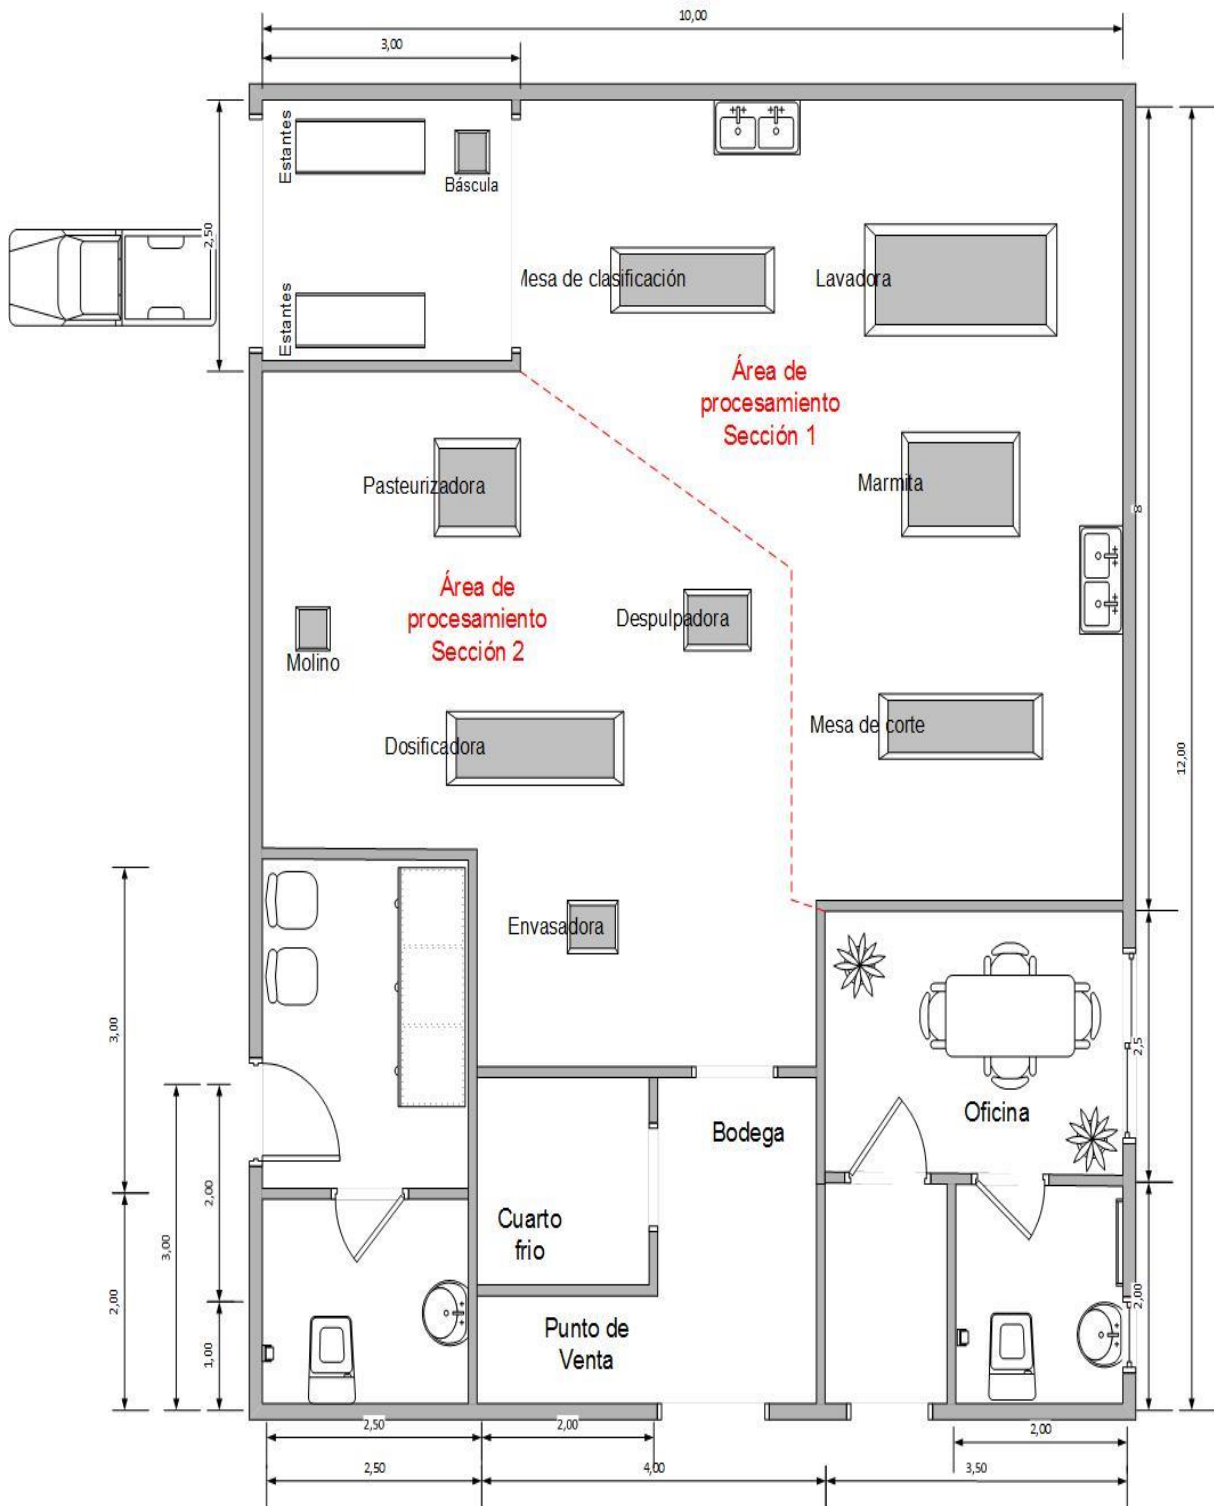 10,00
3,00
Estantes
Báscula
2,50
Estantes
Mesa de clasificación
Lavadora
Área de
procesamiento
Sección 1
Pasteurizadora
Marmita
8
Área de
procesamiento
Sección 2
Despulpadora
Molino
Dosificadora
Mesa de corte
12,00
Envasadora
3,00
2,5
Oficina
Bodega
2,00
3,00
Cuarto
frio
2,00
2,00
1,00
Punto de
Venta
2,50
2,00
2,00
2,50
4,00
3,50